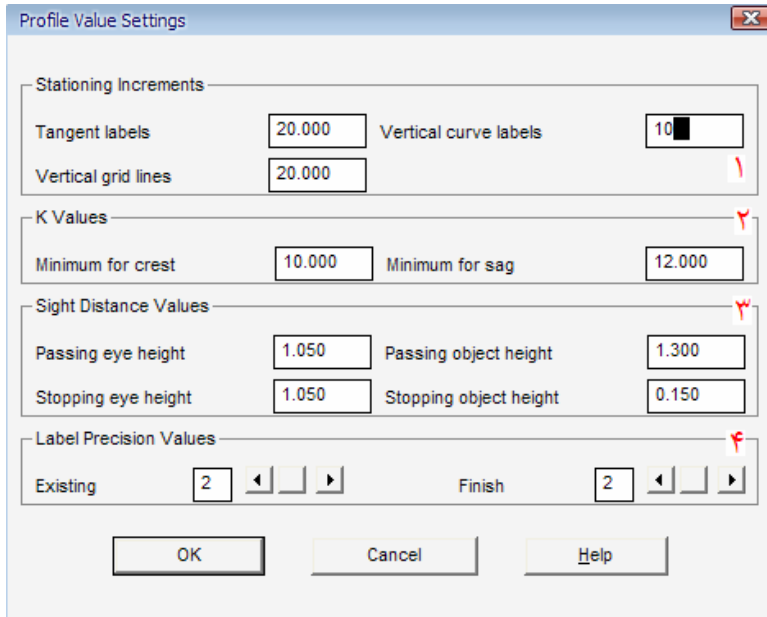 Profile Value Settings
Stationing Increments
Tangent labels 20.000 Vertical curve labels 10
Vertical grid lines 20.000 ۱
K Values ۲
Minimum for crest 10.000 Minimum for sag 12.000
Sight Distance Values ۳
Passing eye height 1.050 Passing object height 1.300
Stopping eye height 1.050 Stopping object height 0.150
Label Precision Values ۴
Existing 2 Finish 2
OK Cancel Help